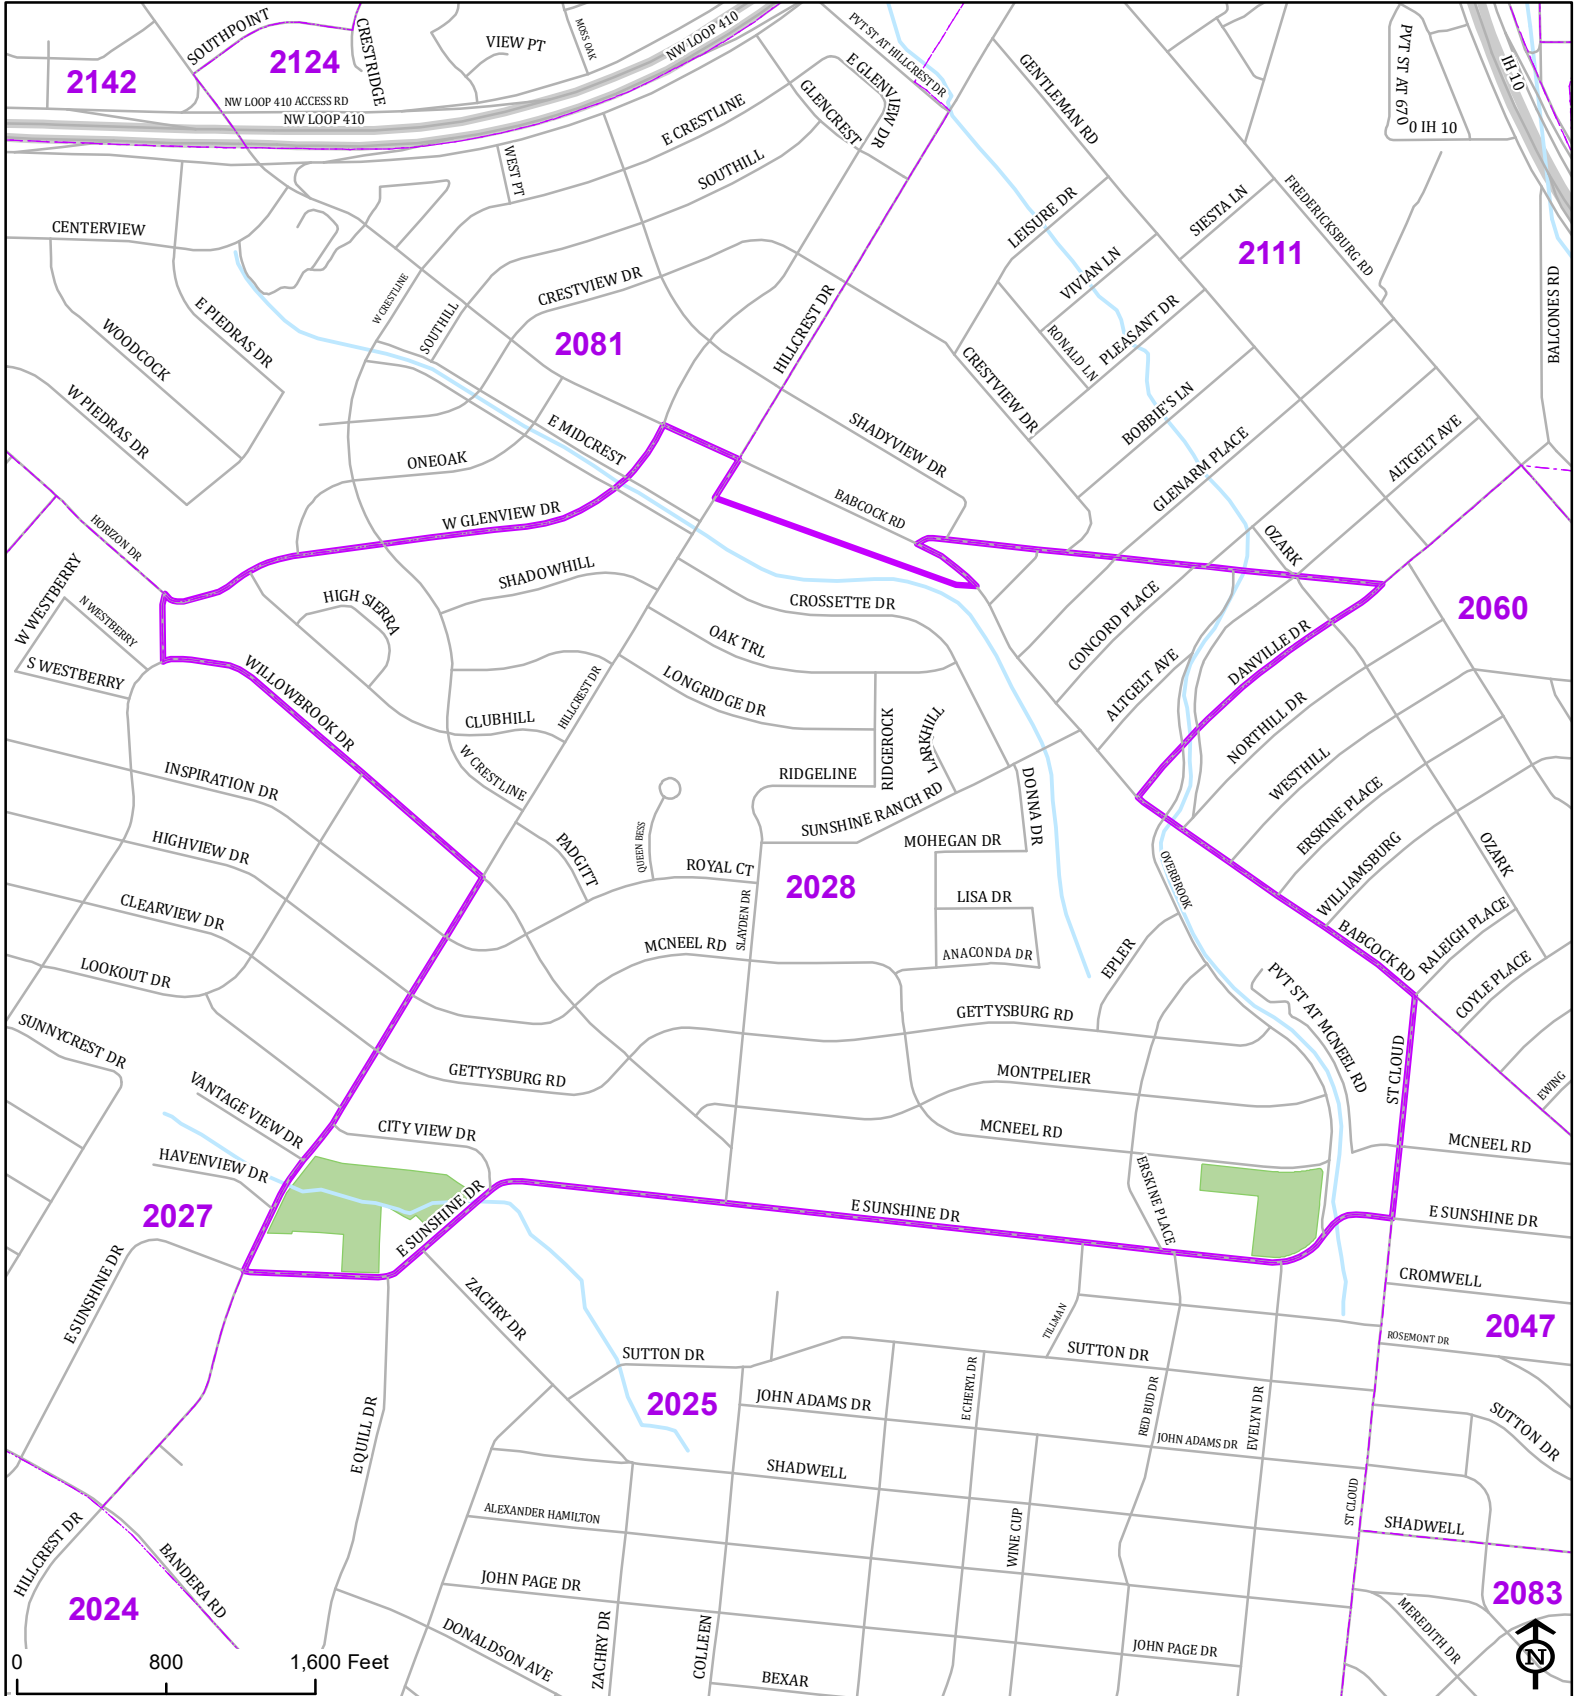 SOUTHPOINT
CRESTRIDGE
2142
2124
VIEW PT
MOSS OAK
NW LOOP 410
NW LOOP 410 ACCESS RD
NW LOOP 410
PVT ST AT HILLCREST DR
E GLENVIEW DR
GLENCREST
E CRESTLINE
GENTLEMAN RD
PVT ST AT 670
0 IH 10
IH 10
WEST PT
SOUTHILL
LEISURE DR
SIESTA LN
FREDERICKSBURG RD
CENTERVIEW
2111
VIVIAN LN
W CRESTLINE
CRESTVIEW DR
HILLCREST DR
BALCONES RD
E PIEDRAS DR
SOUTHILL
2081
PLEASANT DR
RONALD LN
WOODCOCK
CRESTVIEW DR
W PIEDRAS DR
BOBBIE'S LN
E MIDCREST
SHADYVIEW DR
ALTGELT AVE
ONEOAK
GLENARM PLACE
BABCOCK RD
W GLENVIEW DR
HORIZON DR
OZARK
SHADOWHILL
W WESTBERRY
N WESTBERRY
HIGH SIERRA
CROSSETTE DR
2060
CONCORD PLACE
OAK TRL
DANVILLE DR
S WESTBERRY
WILLOWBROOK DR
LONGRIDGE DR
ALTGELT AVE
HILLCREST DR
CLUBHILL
NORTHILL DR
RIDGEROCK
LARKHILL
W CRESTLINE
WESTHILL
INSPIRATION DR
RIDGELINE
DONNA DR
SUNSHINE RANCH RD
ERSKINE PLACE
HIGHVIEW DR
PADGITT
QUEEN BESS
MOHEGAN DR
OZARK
ROYAL CT
2028
OVERBROOK
WILLIAMSBURG
CLEARVIEW DR
SLAYDEN DR
LISA DR
RALEIGH PLACE
BABCOCK RD
MCNEEL RD
ANACONDA DR
EPLER
LOOKOUT DR
COYLE PLACE
PVT ST AT MCNEEL RD
GETTYSBURG RD
SUNNYCREST DR
ST CLOUD
GETTYSBURG RD
MONTPELIER
EWING
VANTAGE VIEW DR
CITY VIEW DR
MCNEEL RD
MCNEEL RD
HAVENVIEW DR
ERSKINE PLACE
2027
E SUNSHINE DR
E SUNSHINE DR
E SUNSHINE DR
E SUNSHINE DR
CROMWELL
ZACHRY DR
TILLMAN
2047
ROSEMONT DR
SUTTON DR
SUTTON DR
E CHERYL DR
RED BUD DR
EVELYN DR
2025
JOHN ADAMS DR
SUTTON DR
E QUILL DR
JOHN ADAMS DR
SHADWELL
ST CLOUD
ALEXANDER HAMILTON
WINE CUP
SHADWELL
HILLCREST DR
BANDERA RD
JOHN PAGE DR
2083
2024
ZACHRY DR
COLLEEN
DONALDSON AVE
JOHN PAGE DR
MEREDITH DR
BEXAR
N
0 800 1,600 Feet